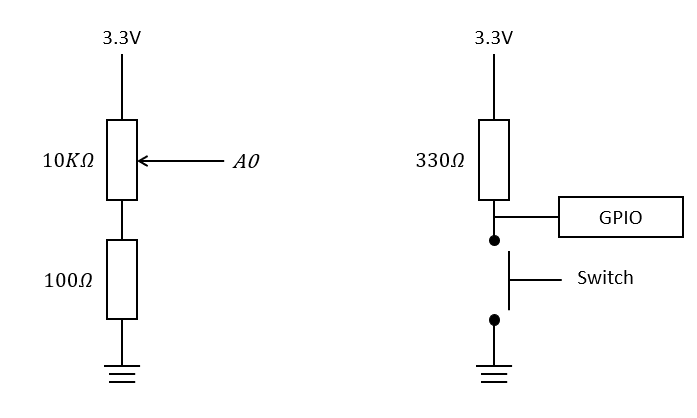 3.3V
10KΩ
A0
100Ω
3.3V
330Ω
GPIO
Switch